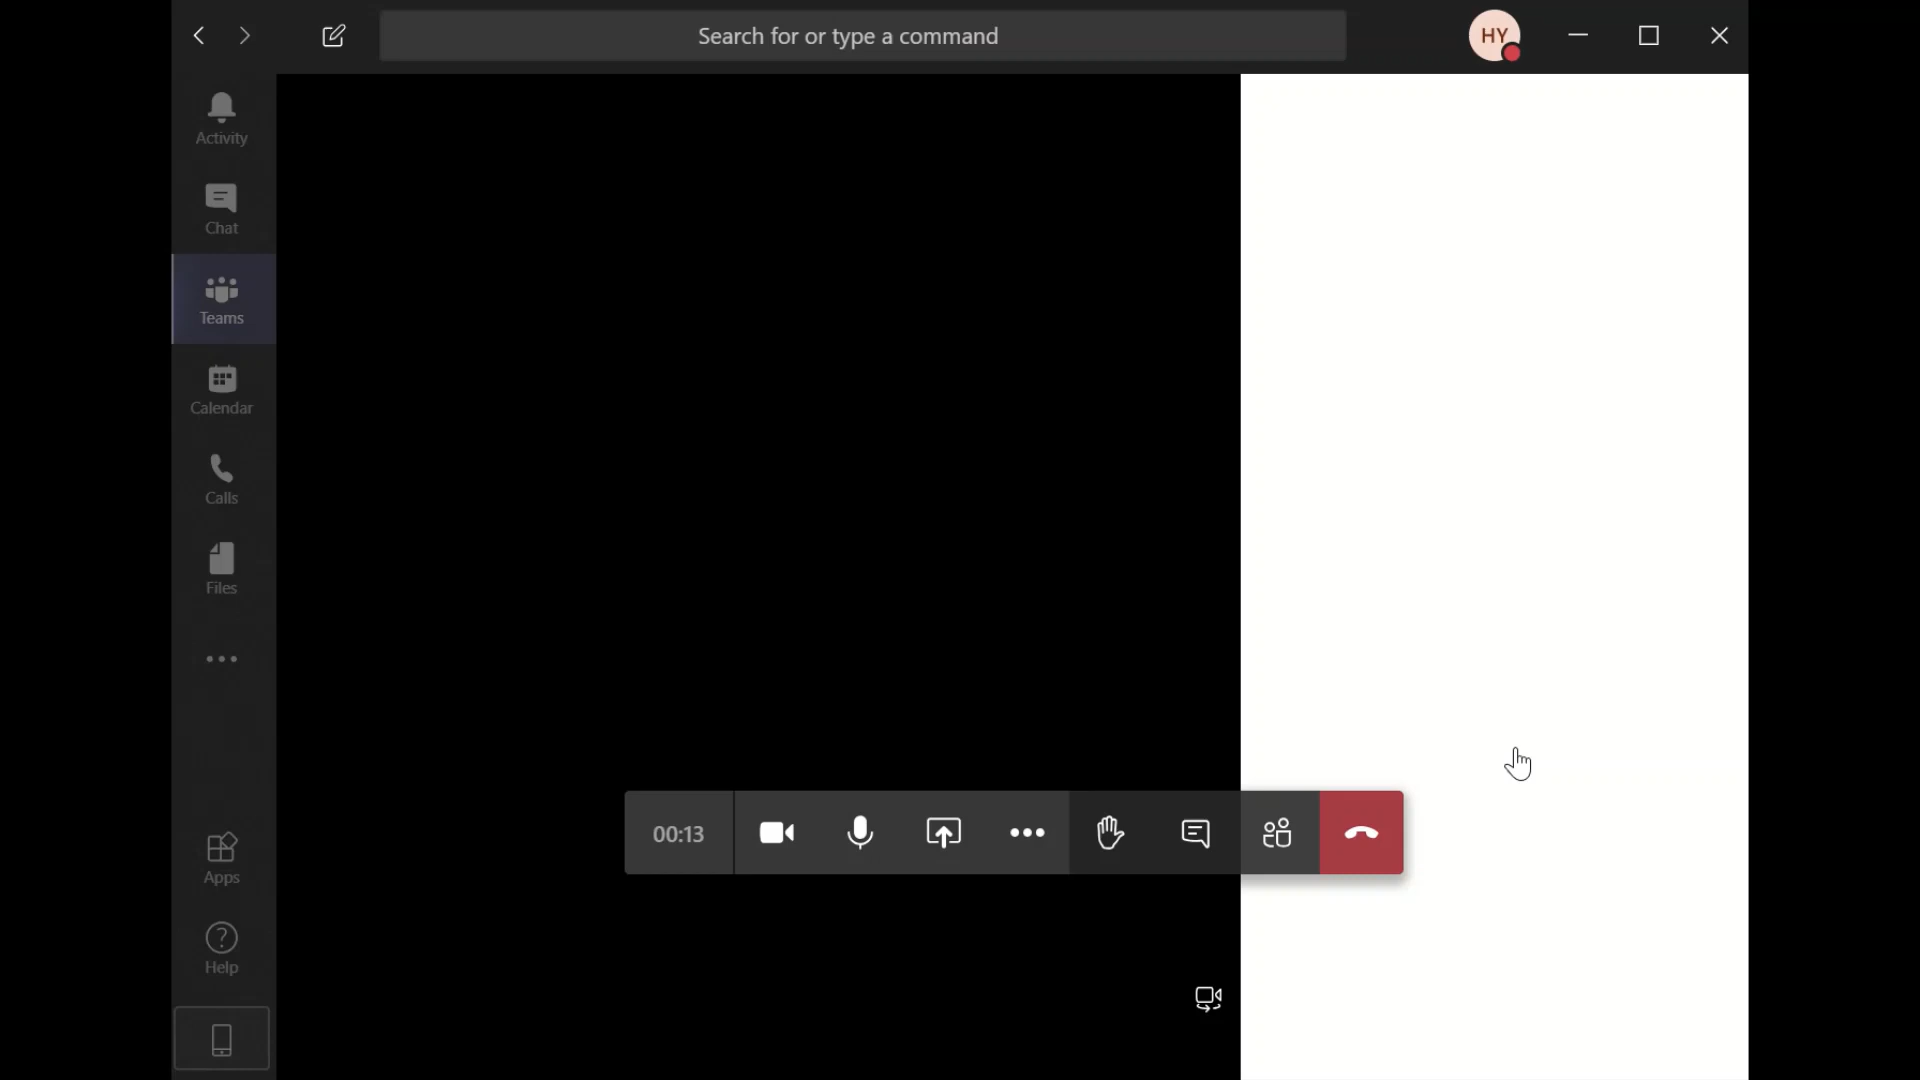 Search for or type a command
HY
Activity
Chat
Teams
Calendar
Calls
Files
00:13
Apps
Help